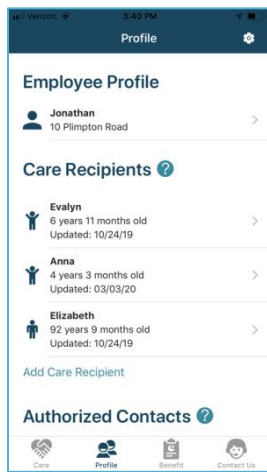 Verizon 3:40 PM
Profile
Employee Profile
Jonathan
10 Plimpton Road
Care Recipients ?
Evalyn
6 years 11 months old
Updated: 10/24/19
Anna
4 years 3 months old
Updated: 03/03/20
Elizabeth
92 years 9 months old
Updated: 10/24/19
Add Care Recipient
Authorized Contacts ?
Care Profile Benefit Contact Us